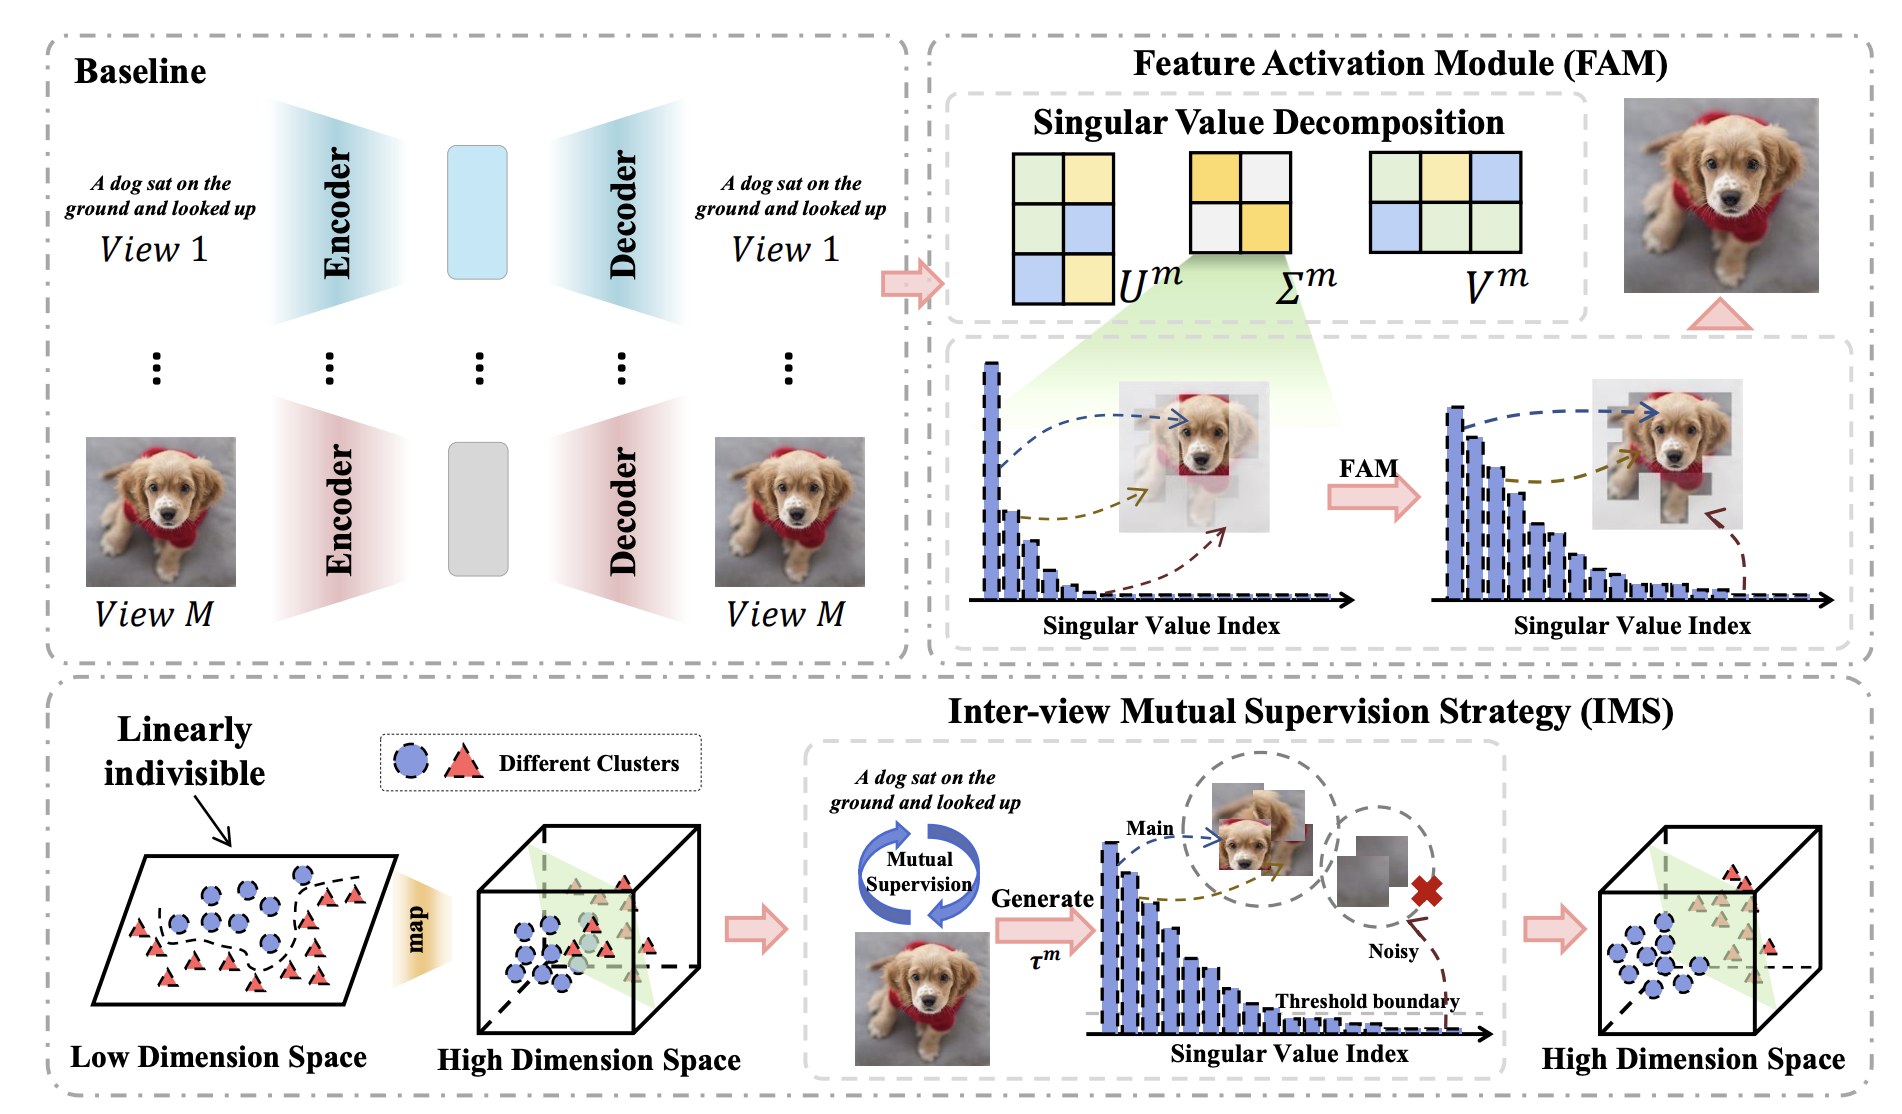 Baseline
A dog sat on the
ground and looked up
View 1
Encoder
Decoder
A dog sat on the
ground and looked up
View 1
View M
Encoder
Decoder
View M
Feature Activation Module (FAM)
Singular Value Decomposition
U^m
Σ^m
V^m
FAM
Singular Value Index
Singular Value Index
Inter-view Mutual Supervision Strategy (IMS)
Linearly
indivisible
Different Clusters
map
Low Dimension Space
High Dimension Space
A dog sat on the
ground and looked up
Mutual
Supervision
Generate
τ^m
Main
Noisy
Threshold boundary
Singular Value Index
High Dimension Space